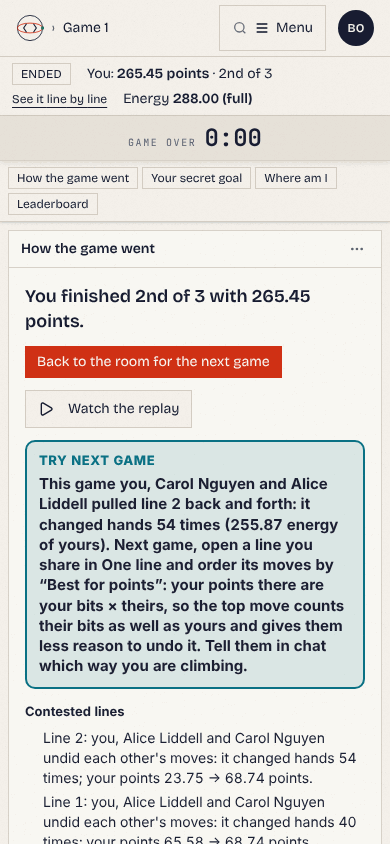 › Game 1
Menu
BO
ENDED You: 265.45 points · 2nd of 3
See it line by line Energy 288.00 (full)
GAME OVER 0:00
How the game went Your secret goal Where am I
Leaderboard
How the game went
You finished 2nd of 3 with 265.45
points.
Back to the room for the next game
Watch the replay
TRY NEXT GAME
This game you, Carol Nguyen and Alice
Liddell pulled line 2 back and forth: it
changed hands 54 times (255.87 energy
of yours). Next game, open a line you
share in One line and order its moves by
“Best for points”: your points there are
your bits × theirs, so the top move counts
their bits as well as yours and gives them
less reason to undo it. Tell them in chat
which way you are climbing.
Contested lines
Line 2: you, Alice Liddell and Carol Nguyen
undid each other's moves: it changed hands 54
times; your points 23.75 → 68.74 points.
Line 1: you, Alice Liddell and Carol Nguyen
undid each other's moves: it changed hands 40
times; your points 65.58 → 68.74 points.